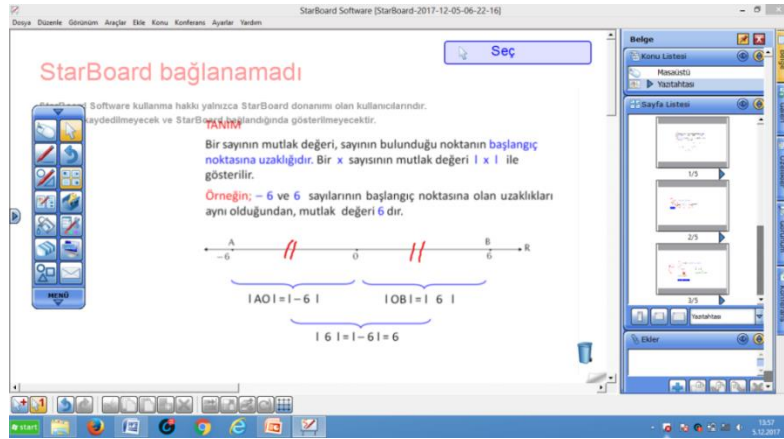 StarBoard Software [StarBoard-2017-12-05-06-22-16]
Dosya Düzenle Görünüm Araçlar Ekle Konu Konferans Ayarlar Yardım
Seç
StarBoard bağlanamadı
StarBoard Software kullanma hakkı yalnızca StarBoard donanımı olan kullanıcılarındır.
kaydedilmeyecek ve StarBoard bağlandığında gösterilmeyecektir.
TANIM
Bir sayının mutlak değeri, sayının bulunduğu noktanın başlangıç
noktasına uzaklığıdır. Bir x sayısının mutlak değeri l x l ile
gösterilir.
Örneğin; – 6 ve 6 sayılarının başlangıç noktasına olan uzaklıkları
aynı olduğundan, mutlak değeri 6 dır.
A B
R
–6 0 6
l AO l = l – 6 l l OB l = l 6 l
l 6 l = l – 6 l = 6
MENÜ
Belge
Konu Listesi
Masaüstü
Yazıtahtası
Sayfa Listesi
1/5
2/5
3/5
Yazıtahtası
Ekler
start
13:57
5.12.2017